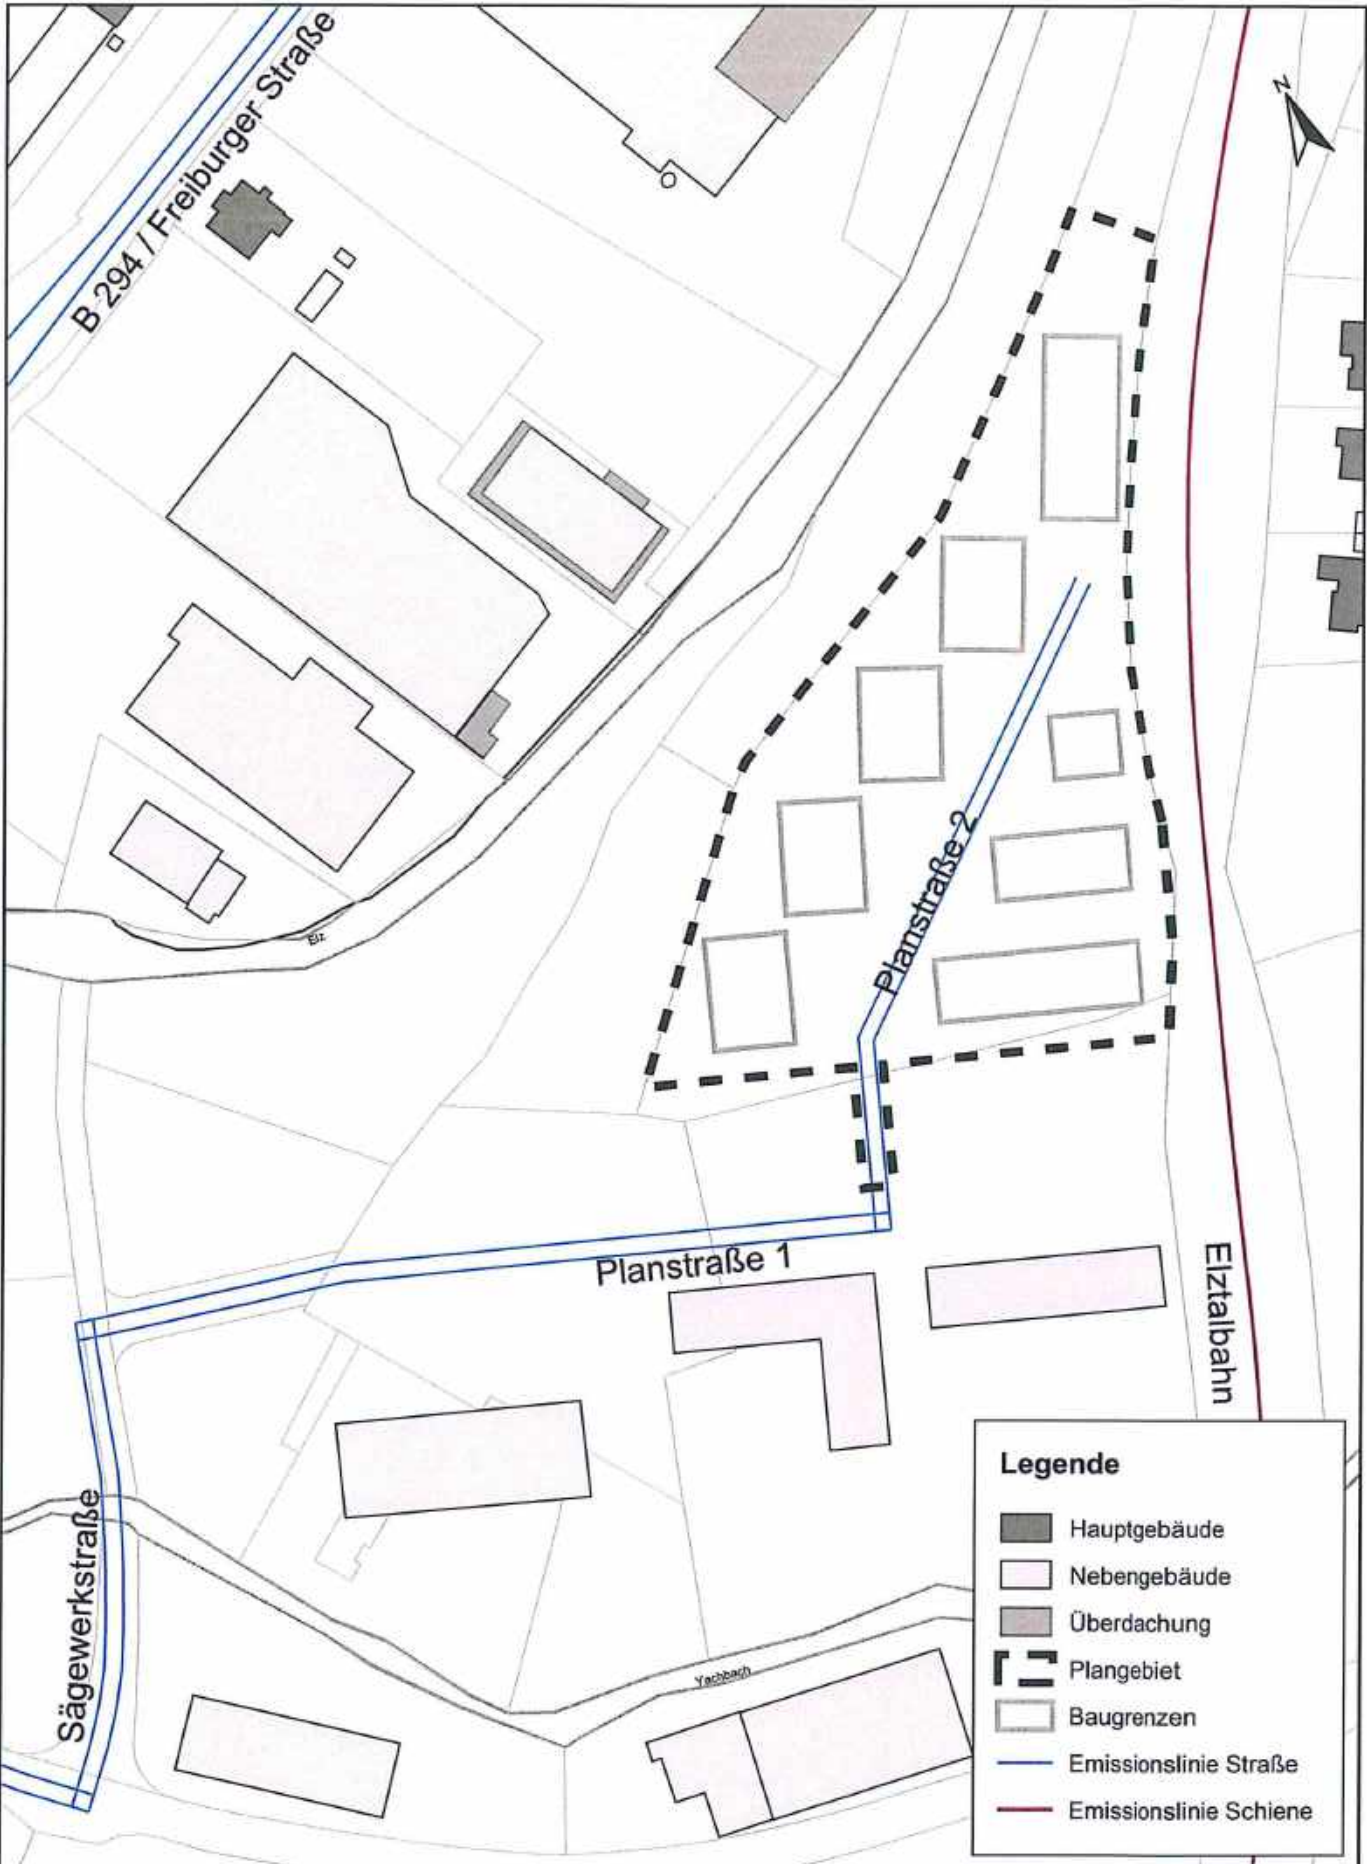 B 294 / Freiburger Straße
N
Planstraße 2
Elz
Planstraße 1
Elztalbahn
Sägewerkstraße
Yachbach
Legende
Hauptgebäude
Nebengebäude
Überdachung
Plangebiet
Baugrenzen
Emissionslinie Straße
Emissionslinie Schiene